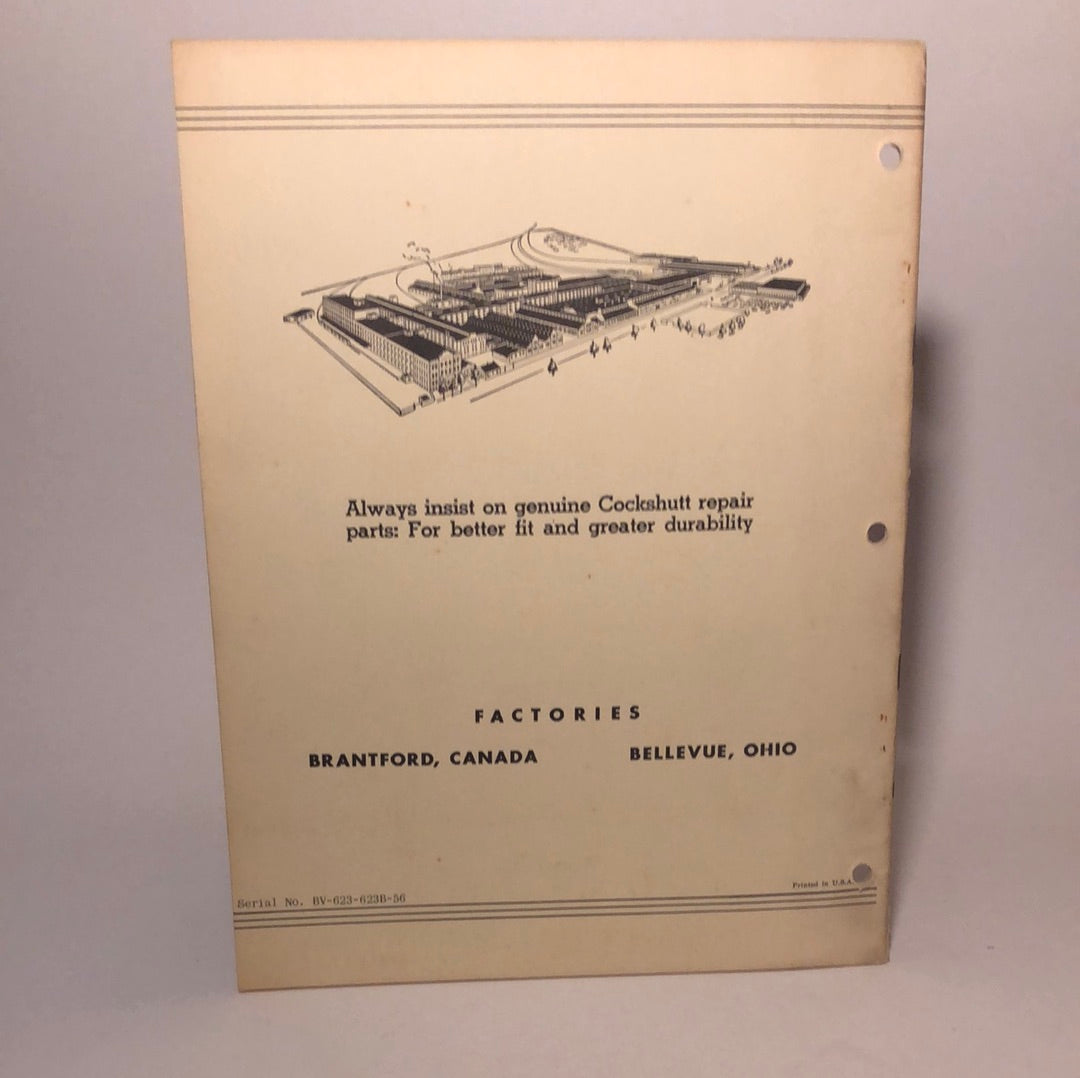 Always insist on genuine Cockshutt repair
parts: For better fit and greater durability
FACTORIES
BRANTFORD, CANADA BELLEVUE, OHIO
Printed in U.S.A.
Serial No. BV-623-623B-56